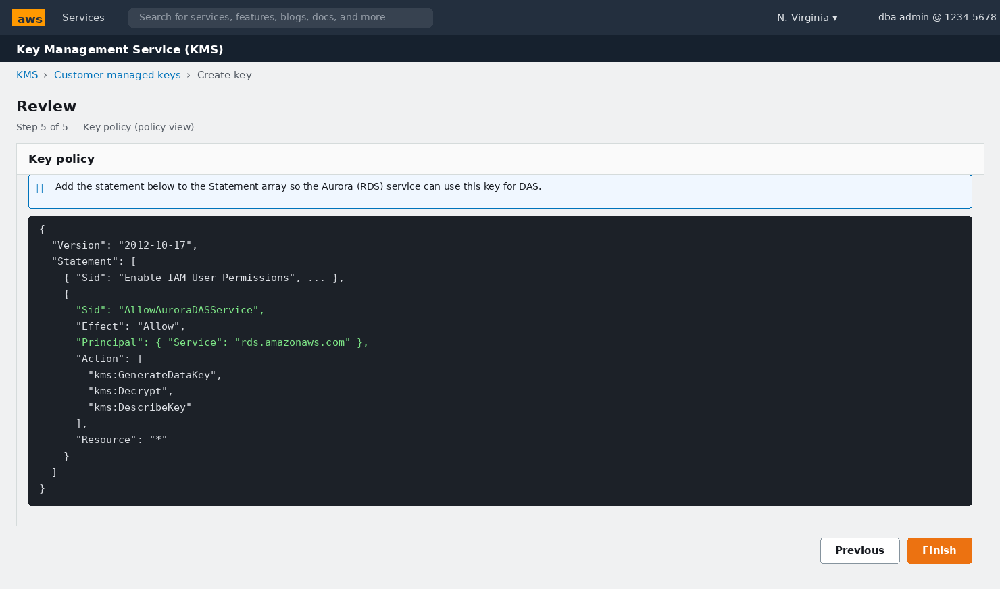 aws Services Search for services, features, blogs, docs, and more N. Virginia ▾ dba-admin @ 1234-5678-
Key Management Service (KMS)
KMS › Customer managed keys › Create key
Review
Step 5 of 5 — Key policy (policy view)
Key policy
Add the statement below to the Statement array so the Aurora (RDS) service can use this key for DAS.
{
  "Version": "2012-10-17",
  "Statement": [
    { "Sid": "Enable IAM User Permissions", ... },
    {
      "Sid": "AllowAuroraDASService",
      "Effect": "Allow",
      "Principal": { "Service": "rds.amazonaws.com" },
      "Action": [
        "kms:GenerateDataKey",
        "kms:Decrypt",
        "kms:DescribeKey"
      ],
      "Resource": "*"
    }
  ]
}
Previous Finish